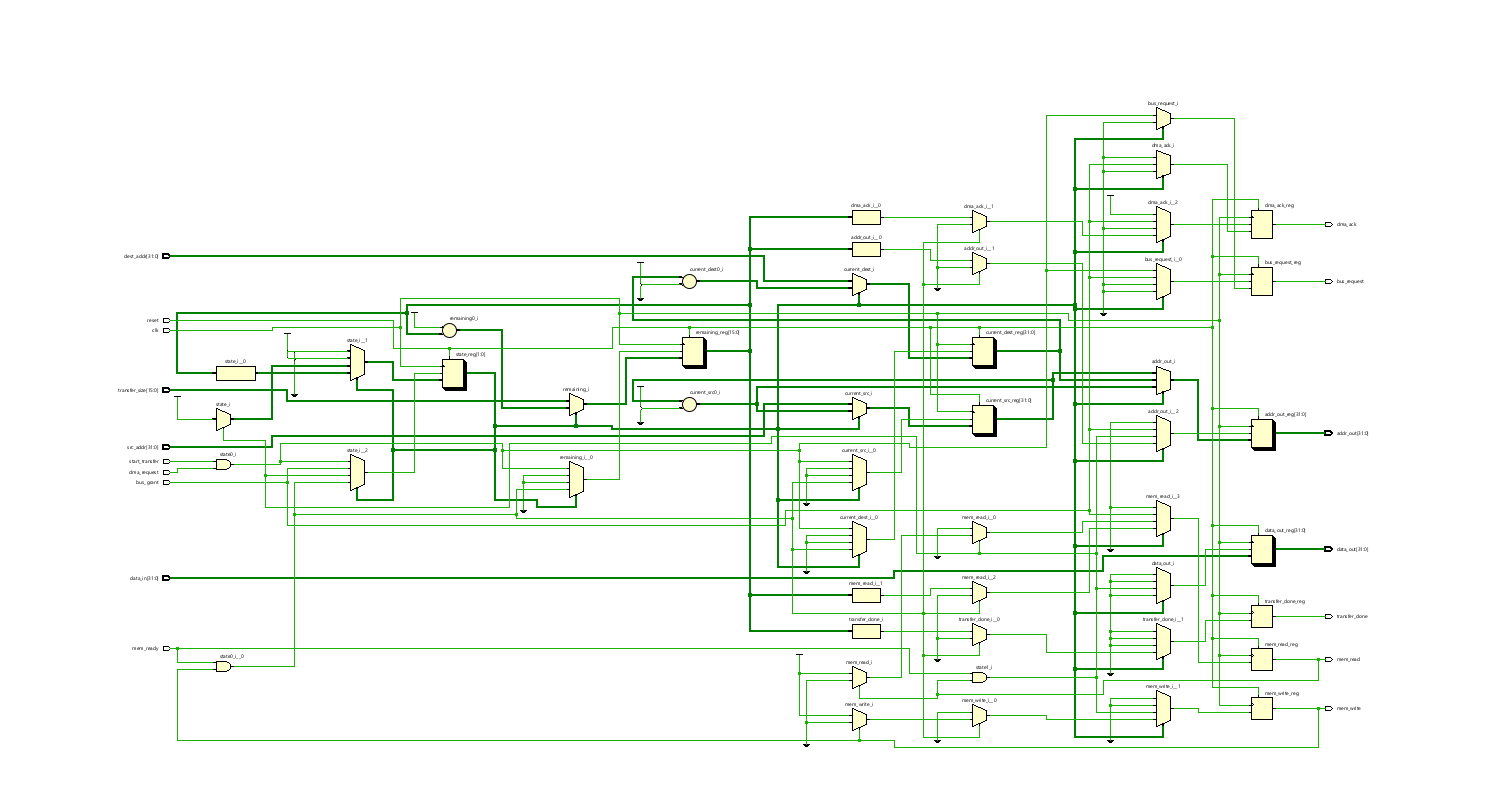 bus_request_i
dma_ack_i
dma_ack_i__0
dma_ack_i__1
dma_ack_i__2
dma_ack_reg
dma_ack
addr_out_i__0
addr_out_i__1
dest_addr[31:0]
current_dest0_i
current_dest_i
bus_request_i__0
bus_request_reg
bus_request
reset
clk
remaining0_i
state_i__1
state_i__0
state_reg[1:0]
remaining_reg[15:0]
current_dest_reg[31:0]
addr_out_i
transfer_size[15:0]
state_i
remaining_i
current_src0_i
current_src_i
current_src_reg[31:0]
addr_out_i__2
addr_out_reg[31:0]
addr_out[31:0]
src_addr[31:0]
start_transfer
state0_i
dma_request
bus_grant
state_i__2
remaining_i__0
current_src_i__0
mem_read_i__3
current_dest_i__0
mem_read_i__0
data_out_reg[31:0]
data_out[31:0]
data_in[31:0]
mem_read_i__1
mem_read_i__2
data_out_i
transfer_done_i
transfer_done_i__0
transfer_done_i__1
transfer_done_reg
transfer_done
mem_ready
state0_i__0
mem_read_i
state1_i
mem_read_reg
mem_read
mem_write_i
mem_write_i__0
mem_write_i__1
mem_write_reg
mem_write